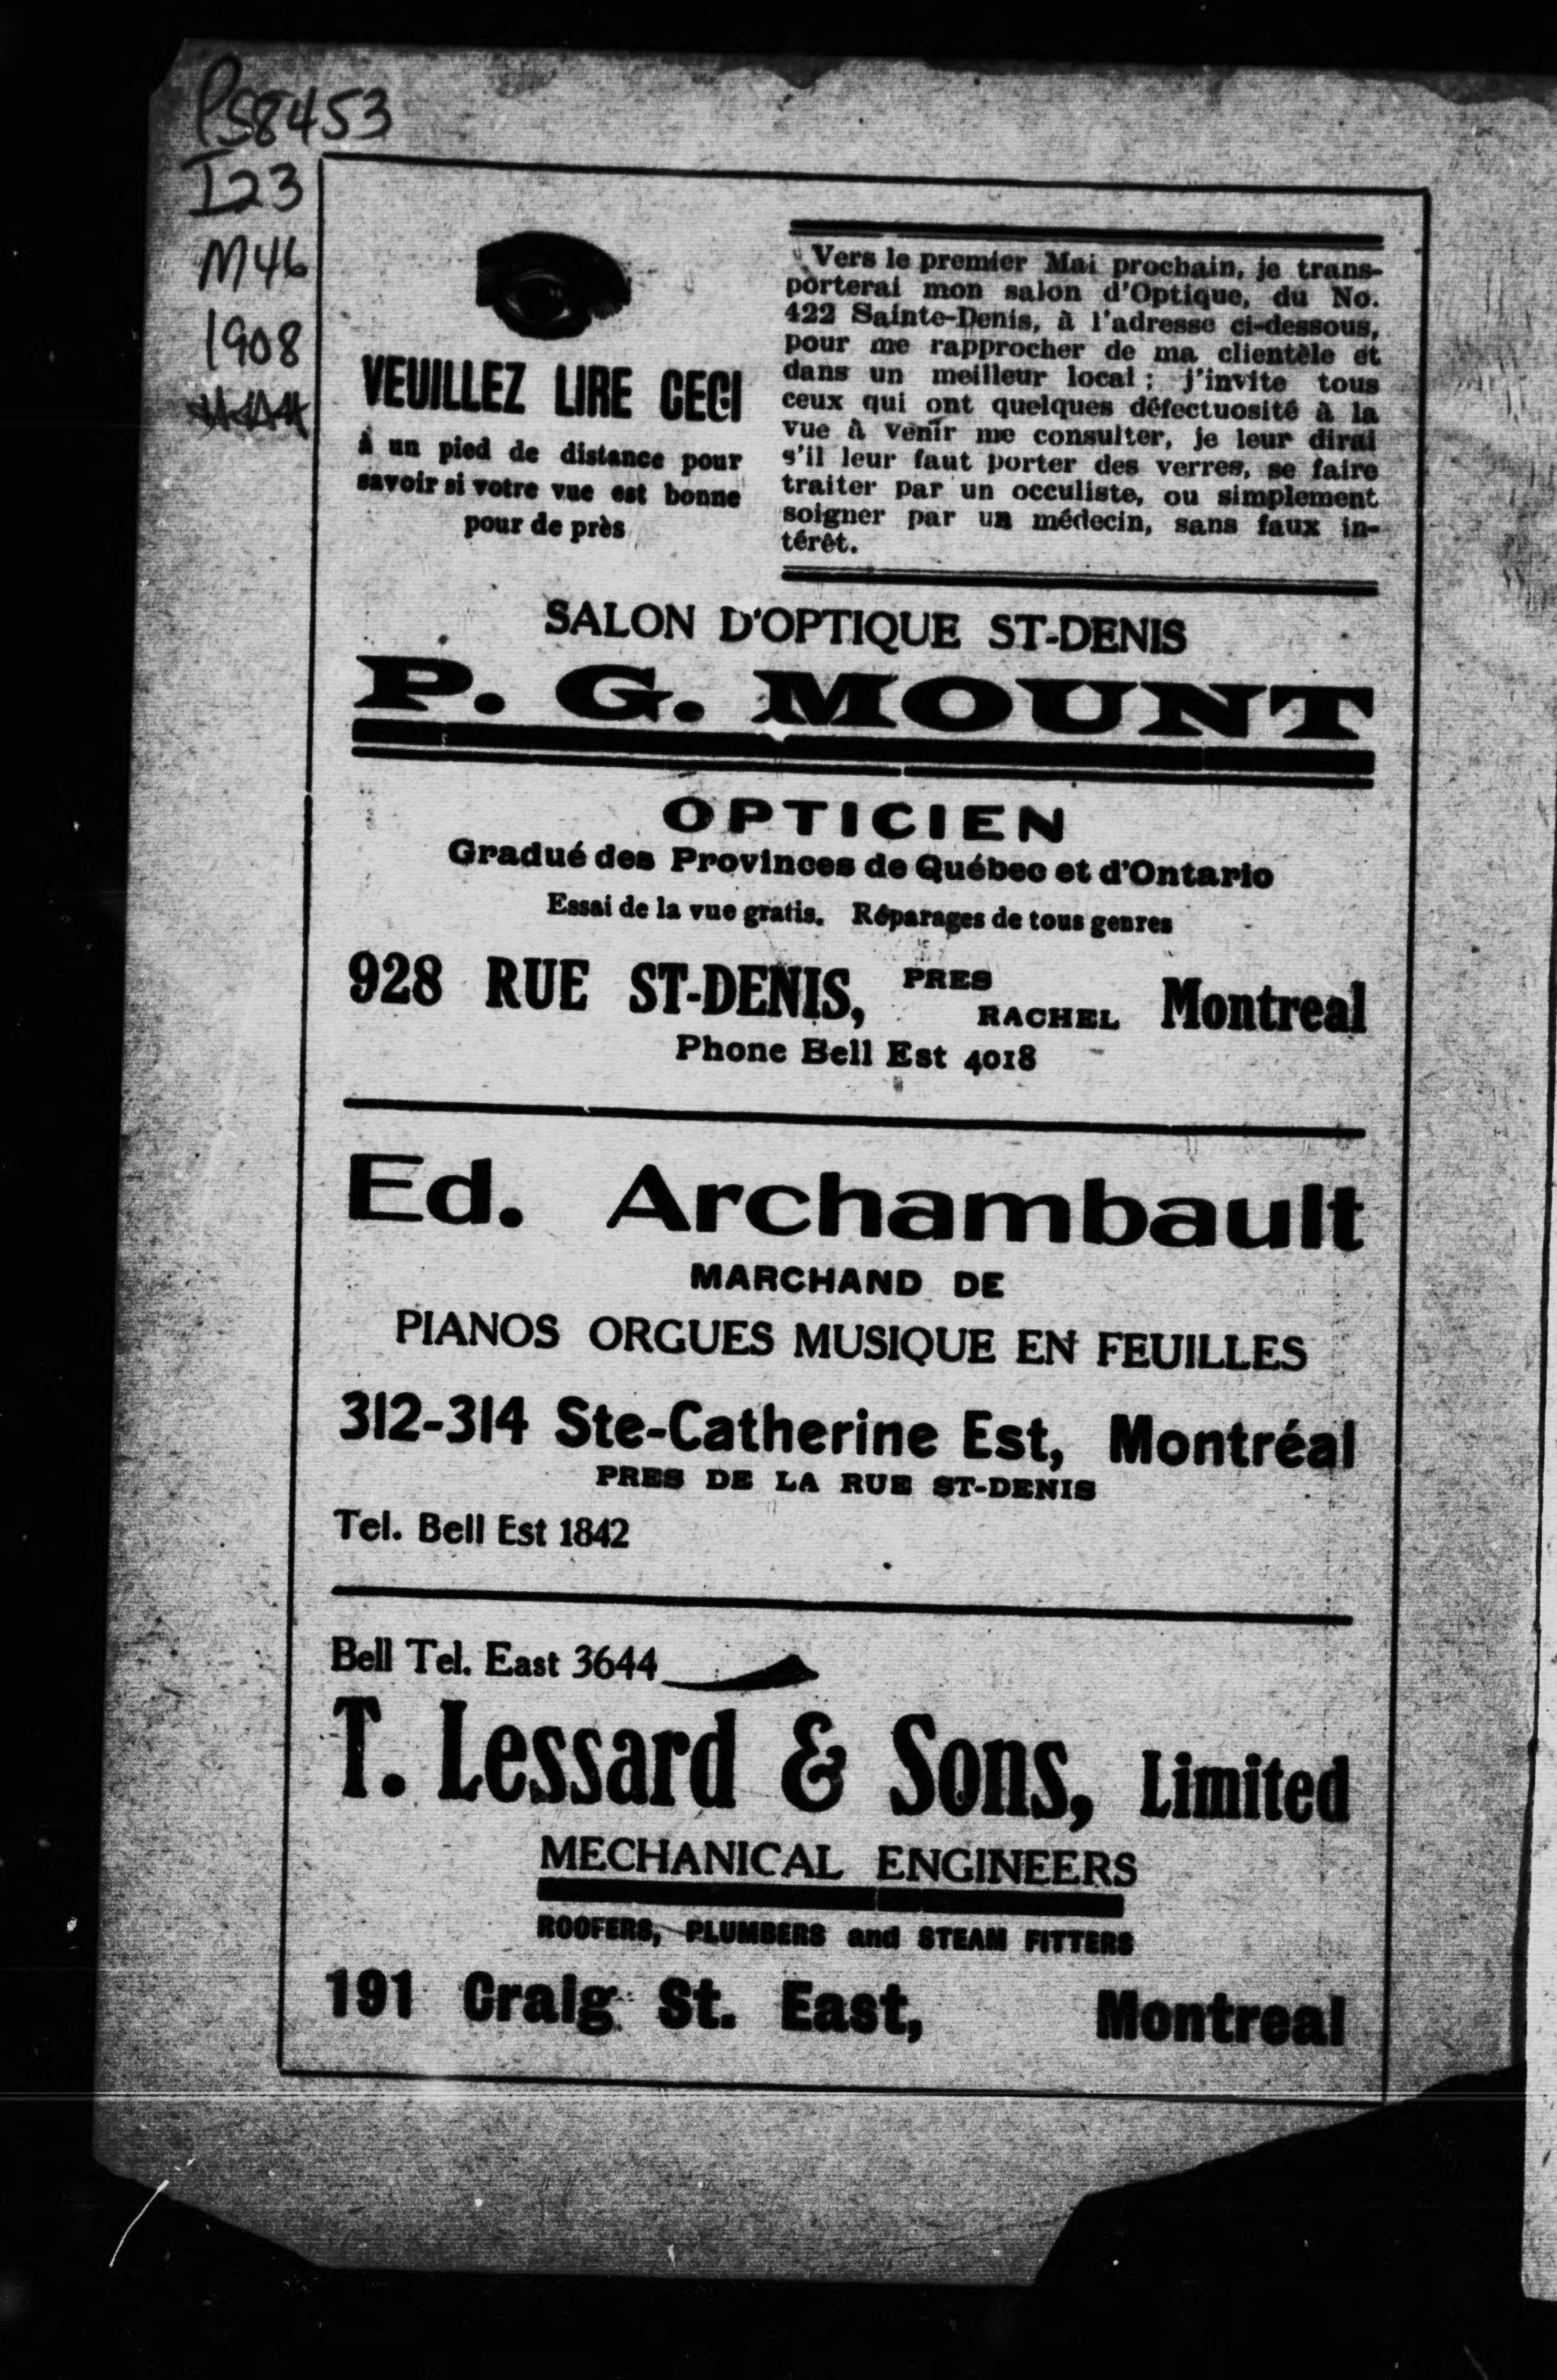 PS8453
I23
M46
1908
VEUILLEZ LIRE CECI
à un pied de distance pour
savoir si votre vue est bonne
pour de près
Vers le premier Mai prochain, je trans-
porterai mon salon d'Optique, du No.
422 Sainte-Denis, à l'adresse ci-dessous,
pour me rapprocher de ma clientèle et
dans un meilleur local; j'invite tous
ceux qui ont quelques défectuosité à la
vue à venir me consulter, je leur dirai
s'il leur faut porter des verres, se faire
traiter par un occuliste, ou simplement
soigner par un médecin, sans faux in-
térêt.
SALON D'OPTIQUE ST-DENIS
P. G. MOUNT
OPTICIEN
Gradué des Provinces de Québec et d'Ontario
Essai de la vue gratis. Réparages de tous genres
928 RUE ST-DENIS, PRES RACHEL Montreal
Phone Bell Est 4018
Ed. Archambault
MARCHAND DE
PIANOS ORGUES MUSIQUE EN FEUILLES
312-314 Ste-Catherine Est, Montréal
PRES DE LA RUE ST-DENIS
Tel. Bell Est 1842
Bell Tel. East 3644
T. Lessard & Sons, Limited
MECHANICAL ENGINEERS
ROOFERS, PLUMBERS and STEAM FITTERS
191 Craig St. East, Montreal